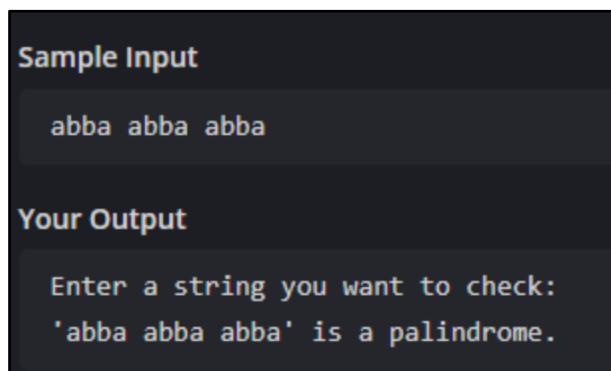 Sample Input
abba abba abba
Your Output
Enter a string you want to check:
'abba abba abba' is a palindrome.